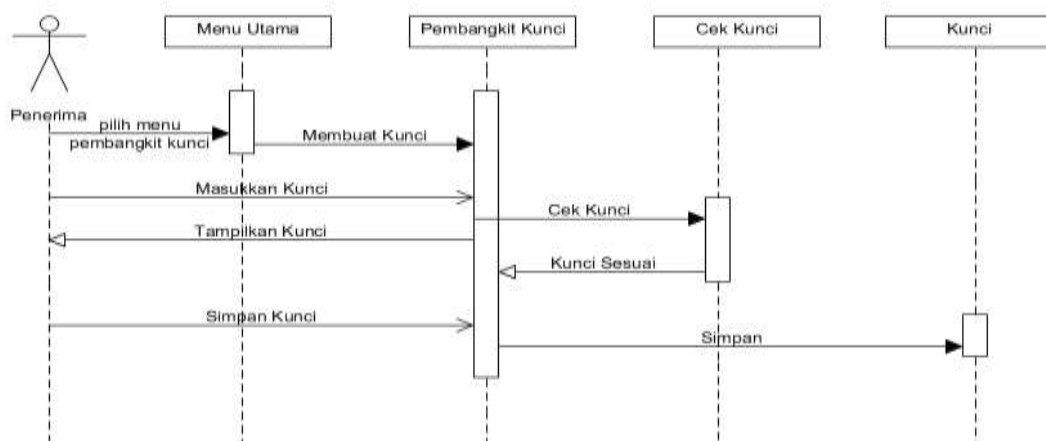 Menu Utama
Pembangkit Kunci
Cek Kunci
Kunci
Penerima
pilih menu
pembangkit kunci
Membuat Kunci
Masukkan Kunci
Cek Kunci
Tampilkan Kunci
Kunci Sesuai
Simpan Kunci
Simpan